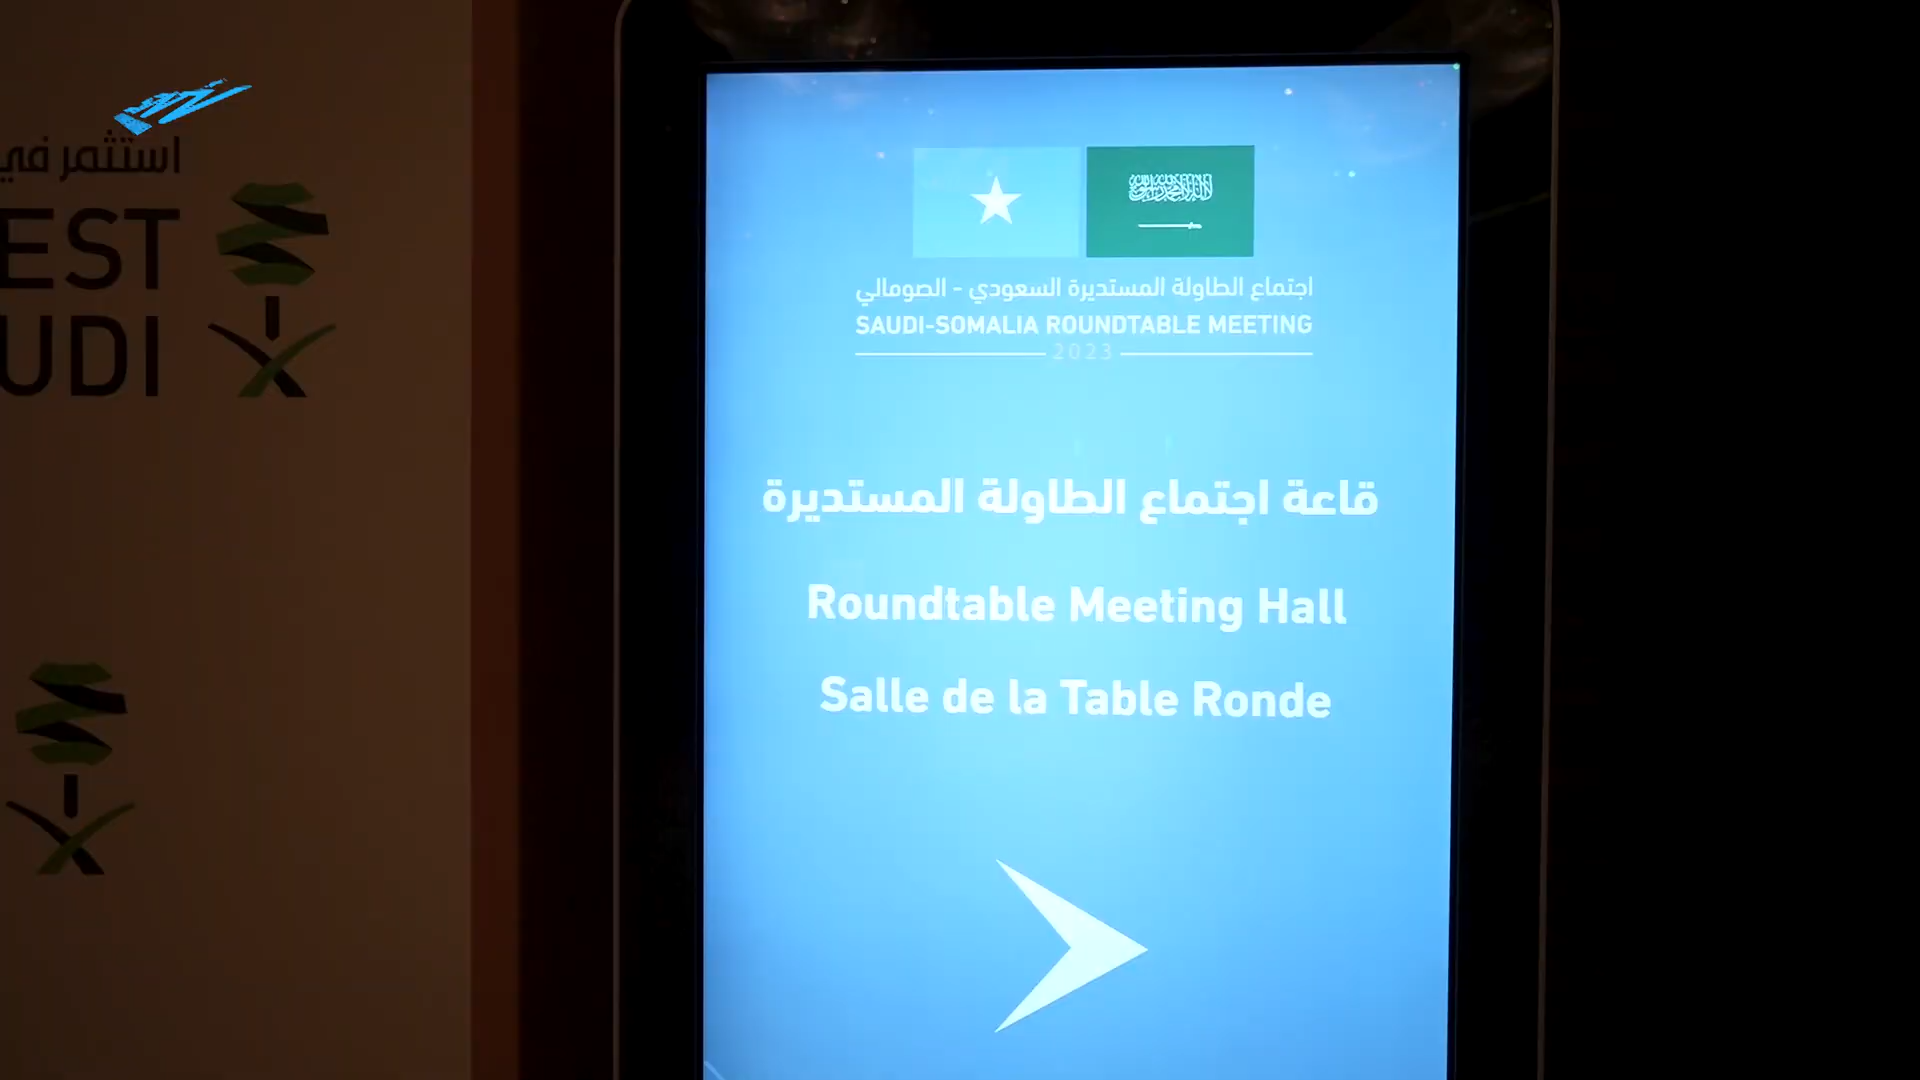 استثمر في
EST
UDI
اجتماع الطاولة المستديرة السعودي - الصومالي
SAUDI-SOMALIA ROUNDTABLE MEETING
2023
قاعة اجتماع الطاولة المستديرة
Roundtable Meeting Hall
Salle de la Table Ronde